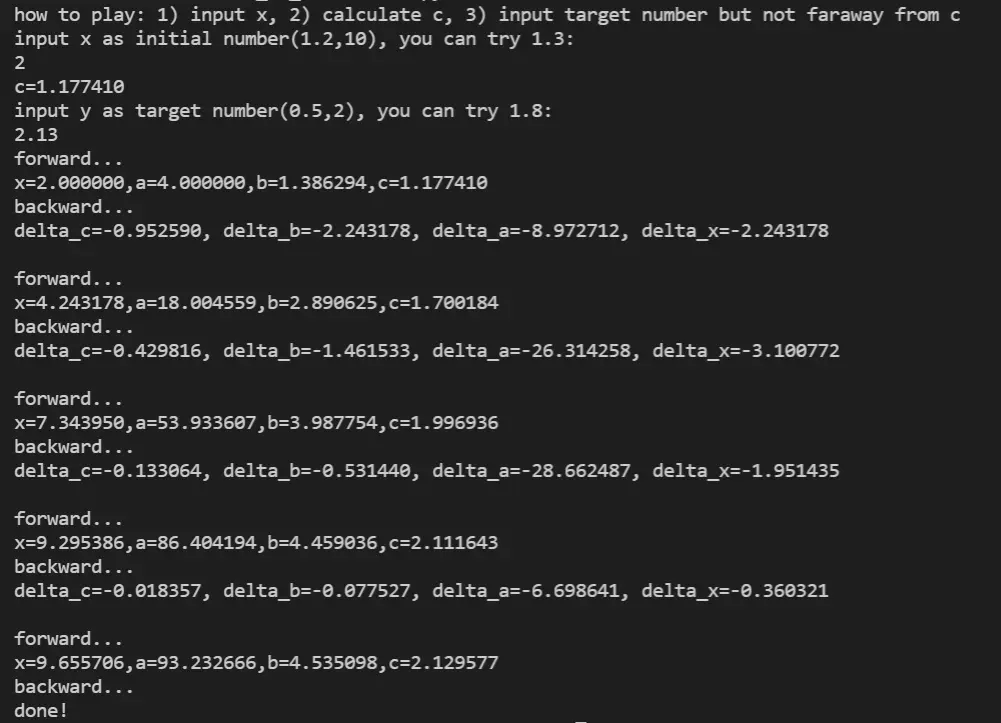 how to play: 1) input x, 2) calculate c, 3) input target number but not faraway from c
input x as initial number(1.2,10), you can try 1.3:
2
c=1.177410
input y as target number(0.5,2), you can try 1.8:
2.13
forward...
x=2.000000,a=4.000000,b=1.386294,c=1.177410
backward...
delta_c=-0.952590, delta_b=-2.243178, delta_a=-8.972712, delta_x=-2.243178
forward...
x=4.243178,a=18.004559,b=2.890625,c=1.700184
backward...
delta_c=-0.429816, delta_b=-1.461533, delta_a=-26.314258, delta_x=-3.100772
forward...
x=7.343950,a=53.933607,b=3.987754,c=1.996936
backward...
delta_c=-0.133064, delta_b=-0.531440, delta_a=-28.662487, delta_x=-1.951435
forward...
x=9.295386,a=86.404194,b=4.459036,c=2.111643
backward...
delta_c=-0.018357, delta_b=-0.077527, delta_a=-6.698641, delta_x=-0.360321
forward...
x=9.655706,a=93.232666,b=4.535098,c=2.129577
backward...
done!